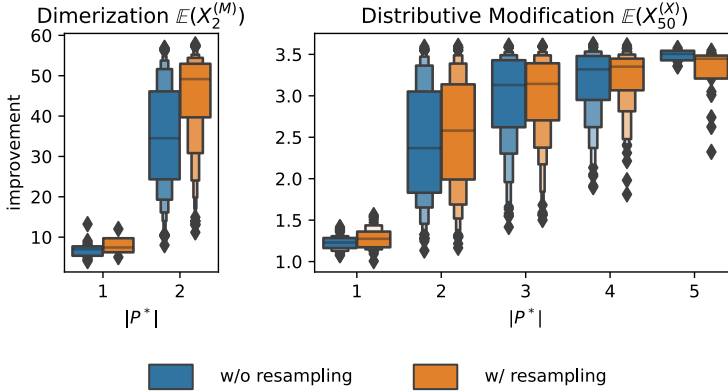 Dimerization 𝔼(X₂⁽ᴹ⁾)
Distributive Modification 𝔼(X₅₀⁽ˣ⁾)
improvement
60
50
40
30
20
10
1 2
|P*|
3.5
3.0
2.5
2.0
1.5
1.0
1 2 3 4 5
|P*|
w/o resampling w/ resampling